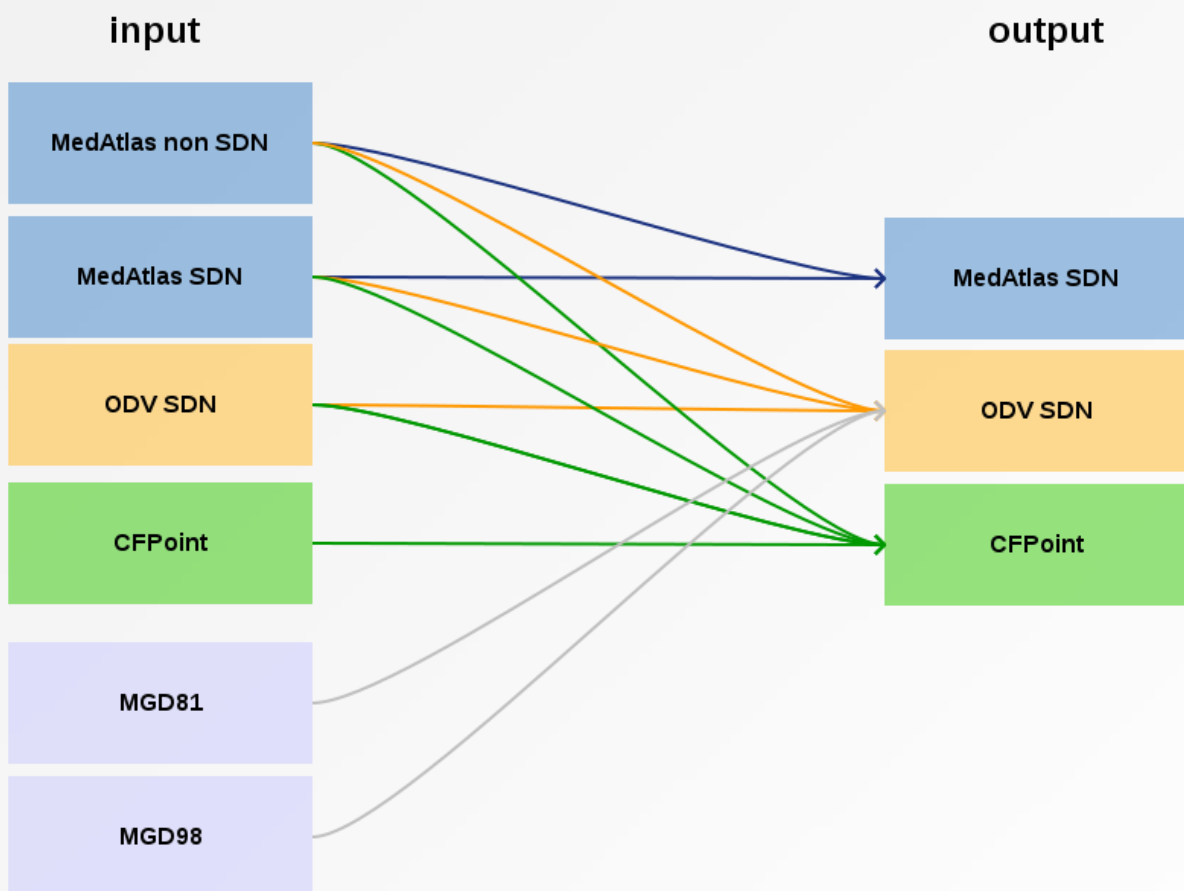 input
output
MedAtlas non SDN
MedAtlas SDN
ODV SDN
CFPoint
MGD81
MGD98
MedAtlas SDN
ODV SDN
CFPoint